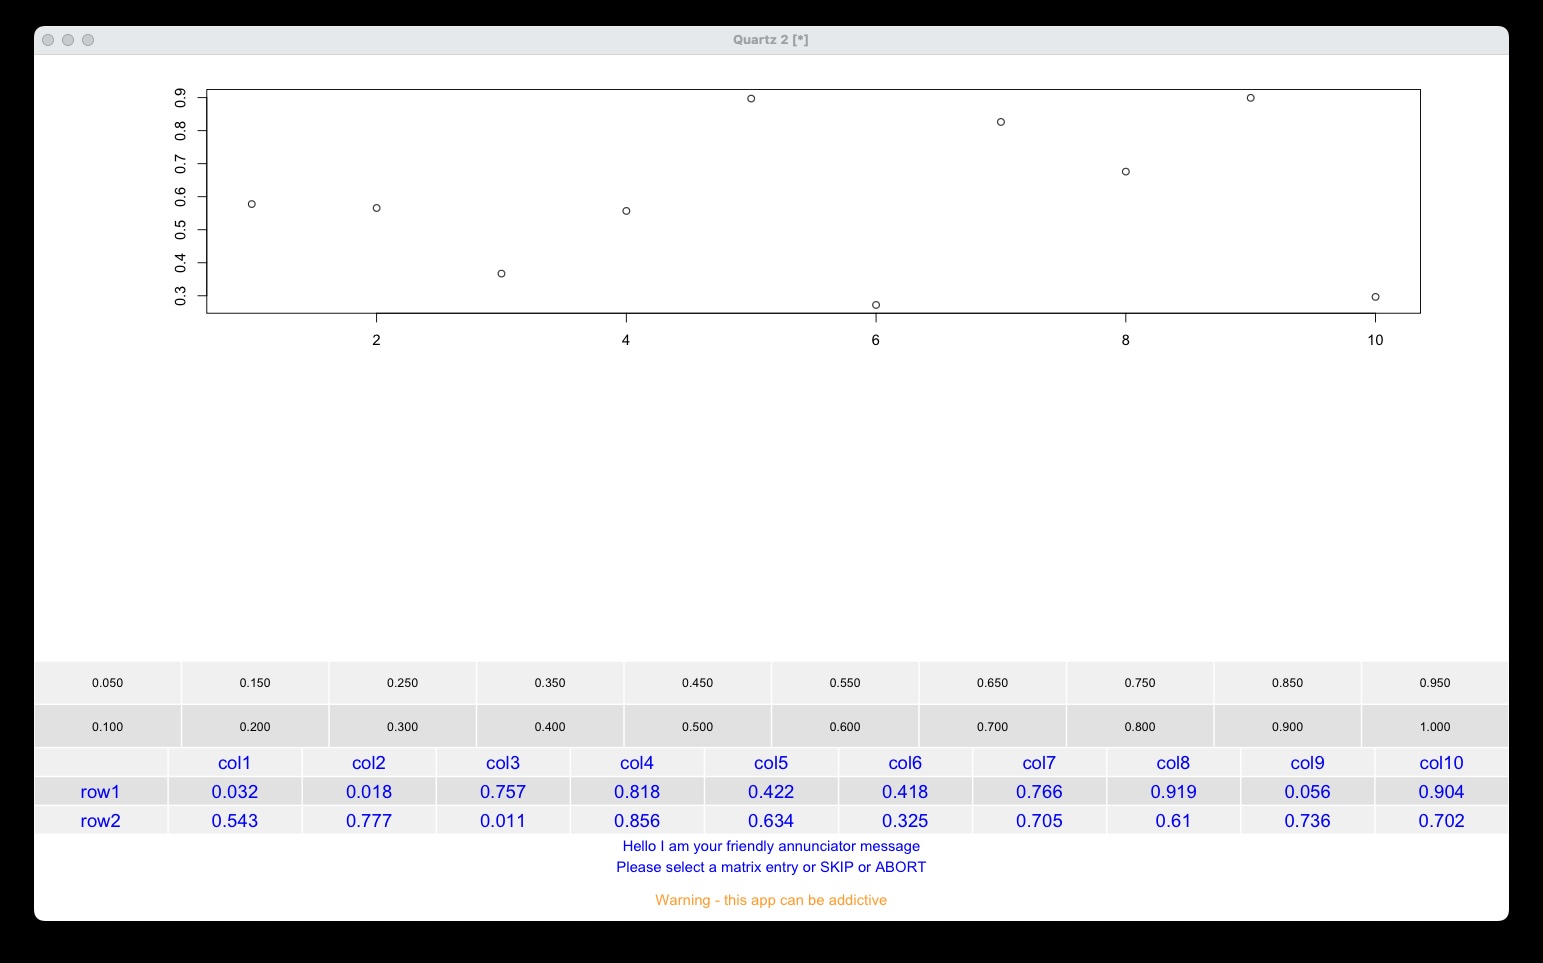 Quartz 2 [*]
0.9
0.8
0.7
0.6
0.5
0.4
0.3
2 4 6 8 10
0.050 0.150 0.250 0.350 0.450 0.550 0.650 0.750 0.850 0.950
0.100 0.200 0.300 0.400 0.500 0.600 0.700 0.800 0.900 1.000
col1 col2 col3 col4 col5 col6 col7 col8 col9 col10
row1 0.032 0.018 0.757 0.818 0.422 0.418 0.766 0.919 0.056 0.904
row2 0.543 0.777 0.011 0.856 0.634 0.325 0.705 0.61 0.736 0.702
Hello I am your friendly annunciator message
Please select a matrix entry or SKIP or ABORT
Warning - this app can be addictive